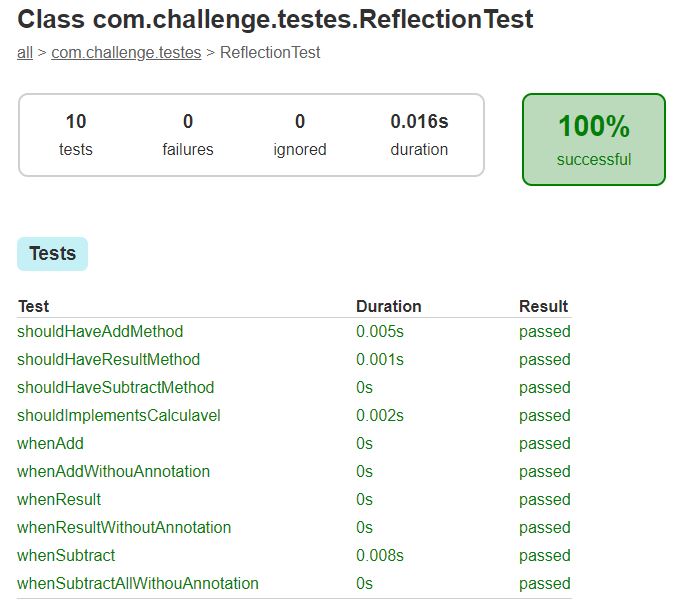 Class com.challenge.testes.ReflectionTest
all > com.challenge.testes > ReflectionTest
10 0 0 0.016s
tests failures ignored duration
100%
successful
Tests
Test Duration Result
shouldHaveAddMethod 0.005s passed
shouldHaveResultMethod 0.001s passed
shouldHaveSubtractMethod 0s passed
shouldImplementsCalculavel 0.002s passed
whenAdd 0s passed
whenAddWithouAnnotation 0s passed
whenResult 0s passed
whenResultWithoutAnnotation 0s passed
whenSubtract 0.008s passed
whenSubtractAllWithouAnnotation 0s passed